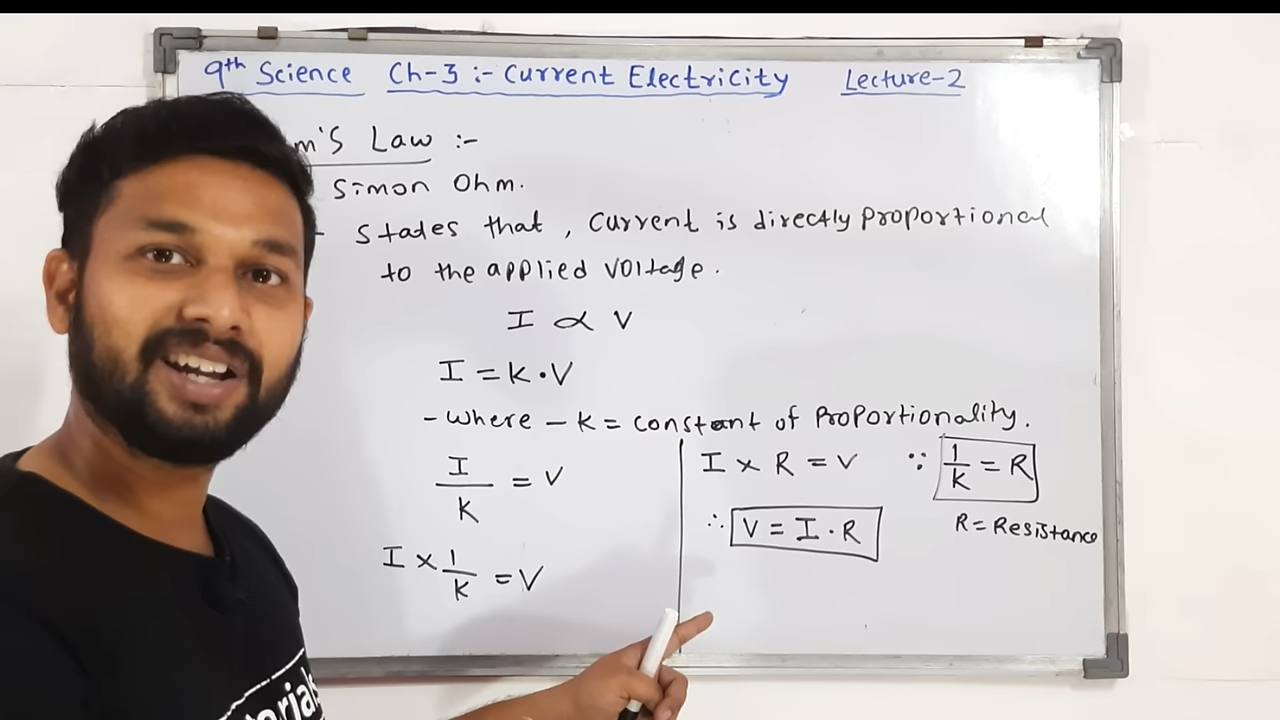 9th Science Ch-3 :- Current Electricity Lecture-2
m's Law :-
Simon Ohm.
- States that, current is directly proportional
to the applied voltage.
I ∝ V
I = K·V
- where - K = constant of proportionality.
I/K = V
I × 1/K = V
I × R = V ∵ 1/K = R
∴ V = I·R
R = Resistance